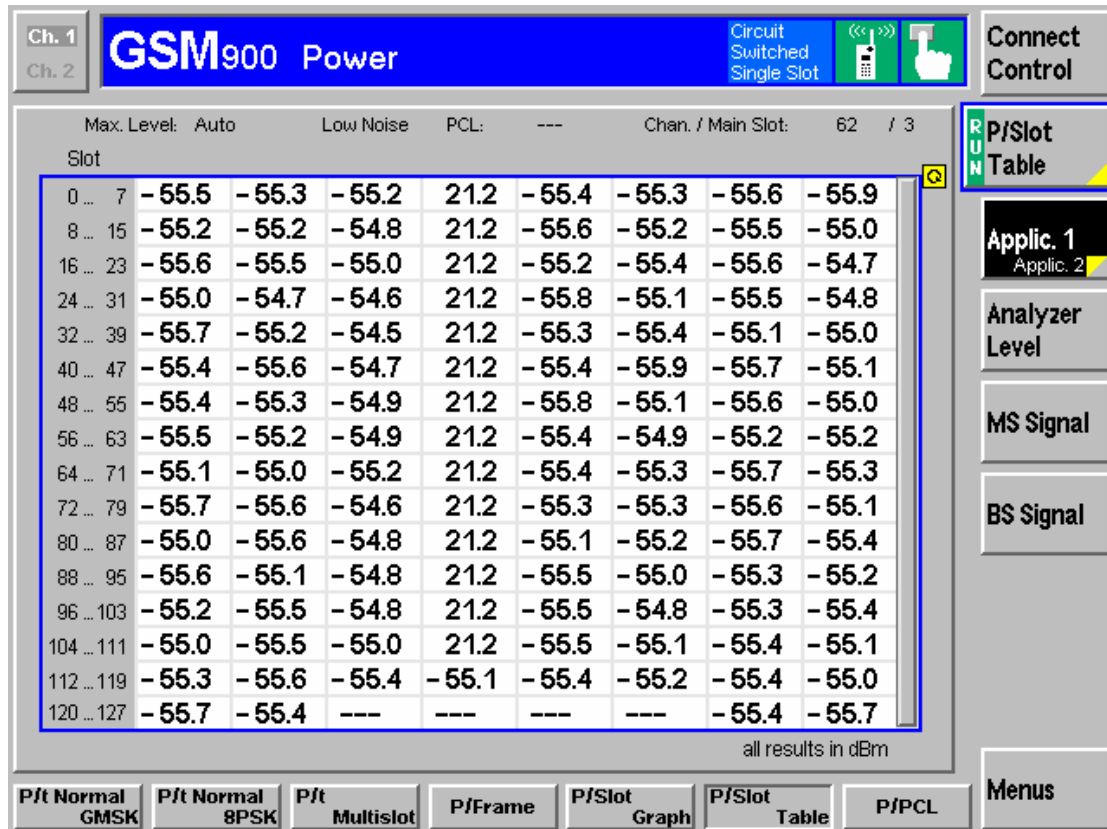 Ch. 1
Ch. 2
GSM900 Power
Circuit
Switched
Single Slot
Connect
Control
Max. Level: Auto Low Noise PCL: --- Chan. / Main Slot: 62 / 3
Slot
RUN
P/Slot
Table
0 ... 7 – 55.5 – 55.3 – 55.2 21.2 – 55.4 – 55.3 – 55.6 – 55.9
8 ... 15 – 55.2 – 55.2 – 54.8 21.2 – 55.6 – 55.2 – 55.5 – 55.0
16 ... 23 – 55.6 – 55.5 – 55.0 21.2 – 55.2 – 55.4 – 55.6 – 54.7
24 ... 31 – 55.0 – 54.7 – 54.6 21.2 – 55.8 – 55.1 – 55.5 – 54.8
32 ... 39 – 55.7 – 55.2 – 54.5 21.2 – 55.3 – 55.4 – 55.1 – 55.0
40 ... 47 – 55.4 – 55.6 – 54.7 21.2 – 55.4 – 55.9 – 55.7 – 55.1
48 ... 55 – 55.4 – 55.3 – 54.9 21.2 – 55.8 – 55.1 – 55.6 – 55.0
56 ... 63 – 55.5 – 55.2 – 54.9 21.2 – 55.4 – 54.9 – 55.2 – 55.2
64 ... 71 – 55.1 – 55.0 – 55.2 21.2 – 55.4 – 55.3 – 55.7 – 55.3
72 ... 79 – 55.7 – 55.6 – 54.6 21.2 – 55.3 – 55.3 – 55.6 – 55.1
80 ... 87 – 55.0 – 55.6 – 54.8 21.2 – 55.1 – 55.2 – 55.7 – 55.4
88 ... 95 – 55.6 – 55.1 – 54.8 21.2 – 55.5 – 55.0 – 55.3 – 55.2
96 ... 103 – 55.2 – 55.5 – 54.8 21.2 – 55.5 – 54.8 – 55.3 – 55.4
104 ... 111 – 55.0 – 55.5 – 55.0 21.2 – 55.5 – 55.1 – 55.4 – 55.1
112 ... 119 – 55.3 – 55.6 – 55.4 – 55.1 – 55.4 – 55.2 – 55.4 – 55.0
120 ... 127 – 55.7 – 55.4 --- --- --- --- – 55.4 – 55.7
all results in dBm
Applic. 1
Applic. 2
Analyzer
Level
MS Signal
BS Signal
Menus
P/t Normal
GMSK
P/t Normal
8PSK
P/t
Multislot
P/Frame
P/Slot
Graph
P/Slot
Table
P/PCL